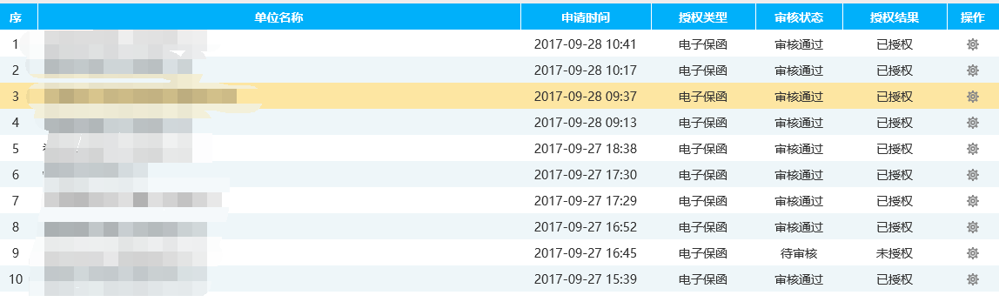 序 单位名称 申请时间 授权类型 审核状态 授权结果 操作
1 2017-09-28 10:41 电子保函 审核通过 已授权
2 2017-09-28 10:17 电子保函 审核通过 已授权
3 2017-09-28 09:37 电子保函 审核通过 已授权
4 2017-09-28 09:13 电子保函 审核通过 已授权
5 2017-09-27 18:38 电子保函 审核通过 已授权
6 2017-09-27 17:30 电子保函 审核通过 已授权
7 2017-09-27 17:29 电子保函 审核通过 已授权
8 2017-09-27 16:52 电子保函 审核通过 已授权
9 2017-09-27 16:45 电子保函 待审核 未授权
10 2017-09-27 15:39 电子保函 审核通过 已授权